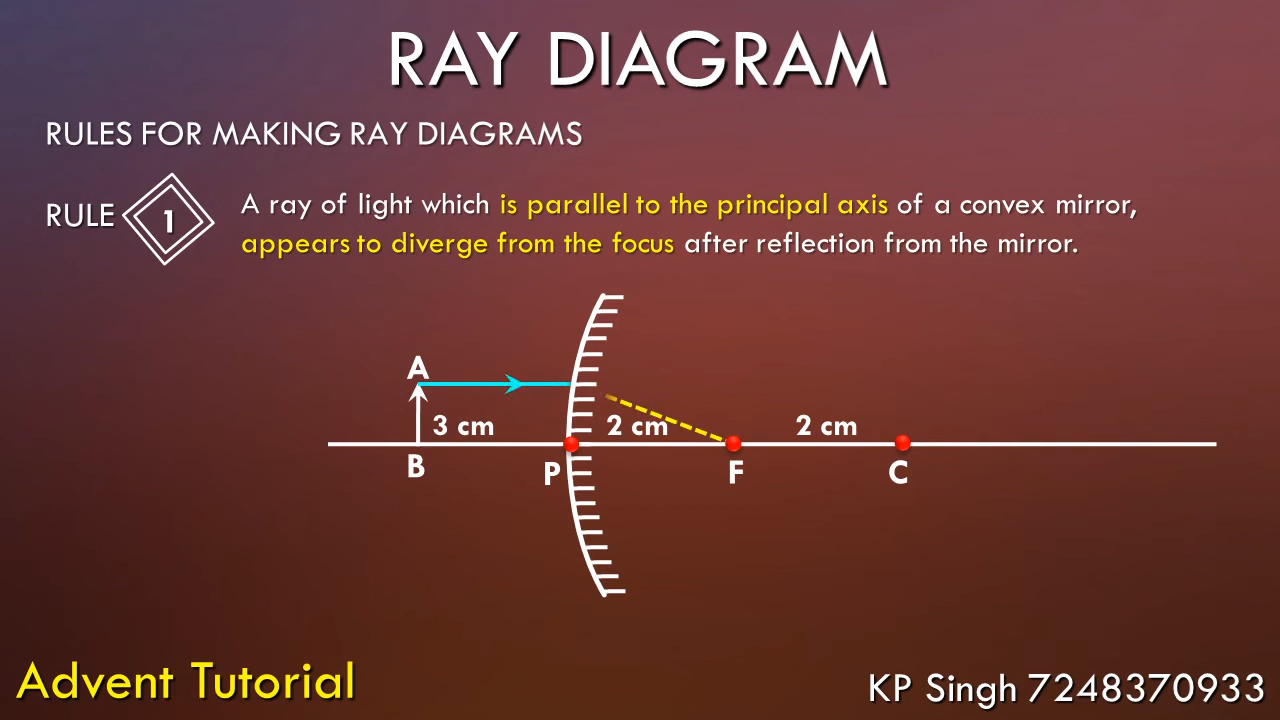 RAY DIAGRAM
RULES FOR MAKING RAY DIAGRAMS
RULE 1
A ray of light which is parallel to the principal axis of a convex mirror,
appears to diverge from the focus after reflection from the mirror.
A
3 cm 2 cm 2 cm
B P F C
Advent Tutorial
KP Singh 7248370933